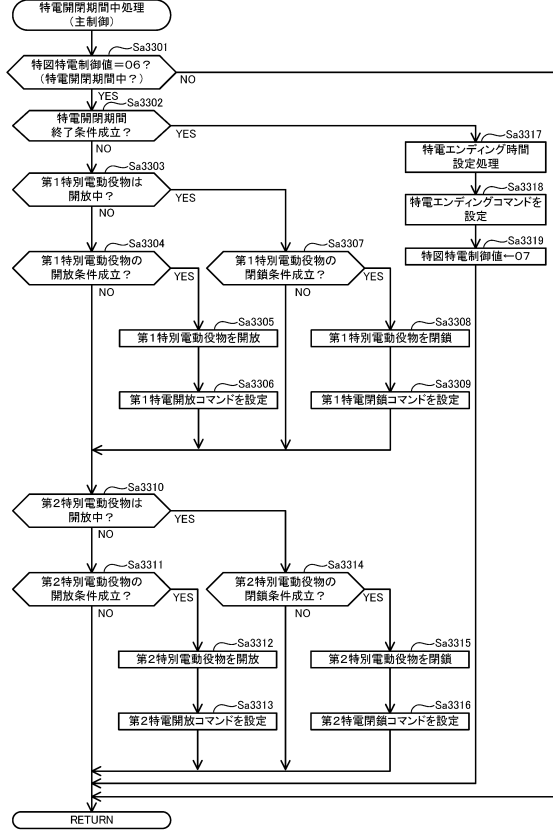 特電開閉期間中処理
（主制御）
Sa3301
特図特電制御値＝06？
（特電開閉期間中？）
NO
YES
Sa3302
特電開閉期間
終了条件成立？
YES
NO
Sa3317
特電エンディング時間
設定処理
Sa3318
特電エンディングコマンドを
設定
Sa3319
特図特電制御値←07
Sa3303
第1特別電動役物は
開放中？
YES
NO
Sa3304
第1特別電動役物の
開放条件成立？
YES
NO
Sa3307
第1特別電動役物の
閉鎖条件成立？
YES
NO
Sa3305
第1特別電動役物を開放
Sa3308
第1特別電動役物を閉鎖
Sa3306
第1特電開放コマンドを設定
Sa3309
第1特電閉鎖コマンドを設定
Sa3310
第2特別電動役物は
開放中？
YES
NO
Sa3311
第2特別電動役物の
開放条件成立？
YES
NO
Sa3314
第2特別電動役物の
閉鎖条件成立？
YES
NO
Sa3312
第2特別電動役物を開放
Sa3315
第2特別電動役物を閉鎖
Sa3313
第2特電開放コマンドを設定
Sa3316
第2特電閉鎖コマンドを設定
RETURN